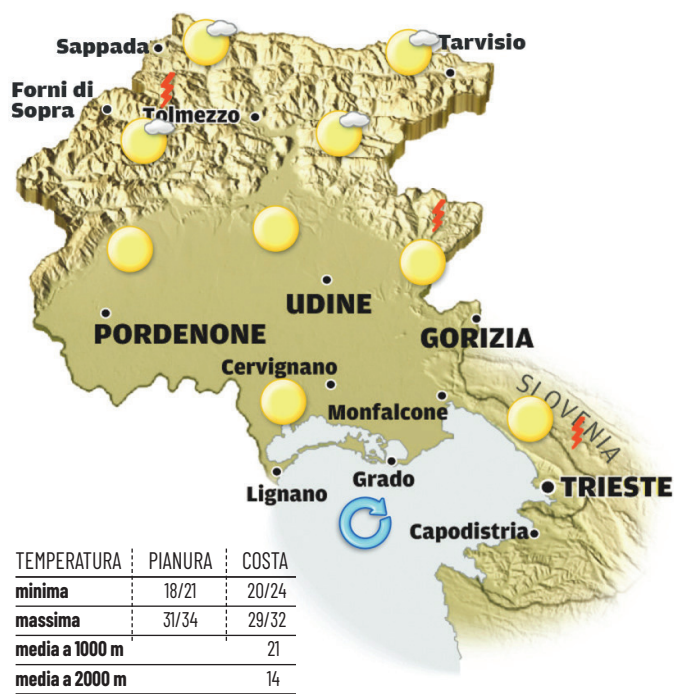 Sappada
Tarvisio
Forni di
Sopra
Tolmezzo
UDINE
PORDENONE
GORIZIA
Cervignano
Monfalcone
SLOVENIA
Lignano
Grado
TRIESTE
Capodistria
TEMPERATURA PIANURA COSTA
minima 18/21 20/24
massima 31/34 29/32
media a 1000 m 21
media a 2000 m 14